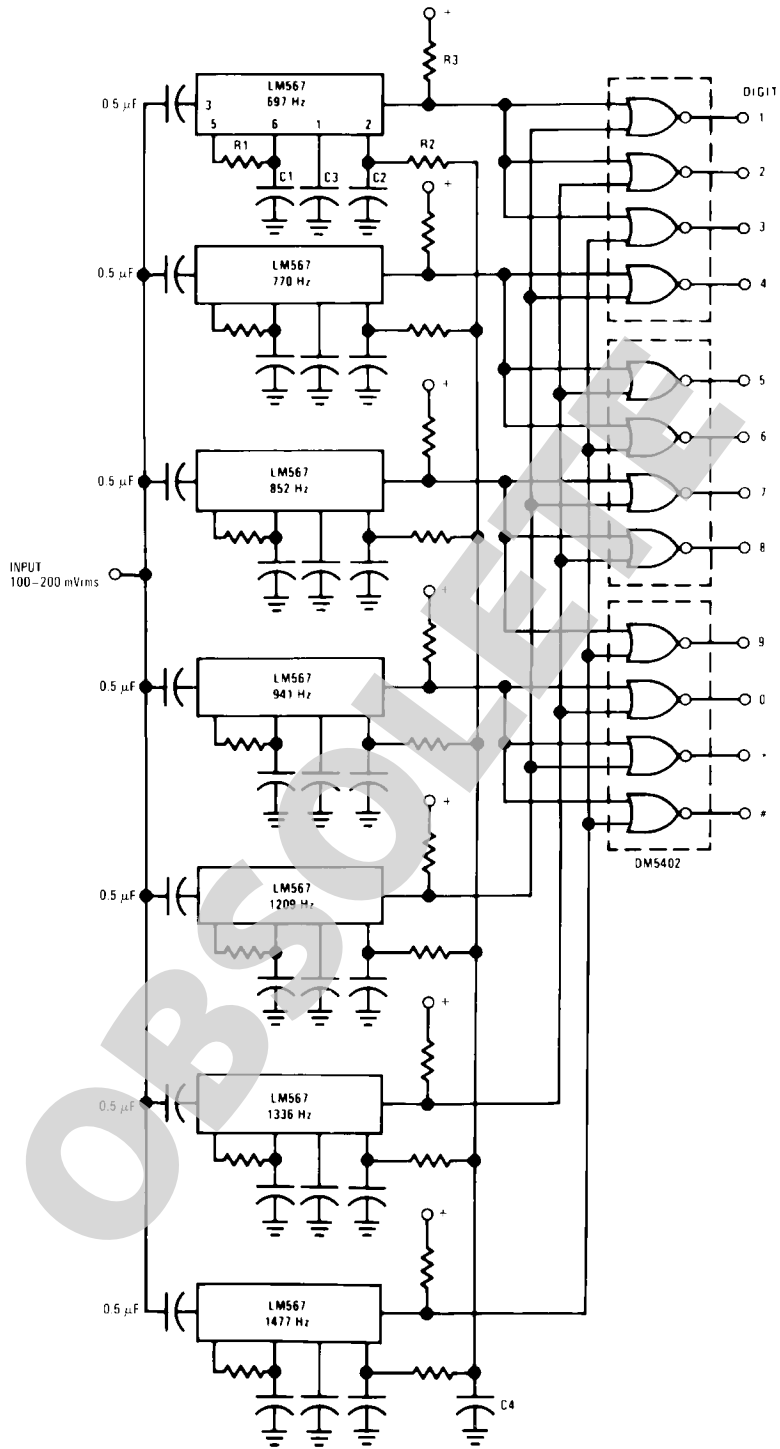 +
R3
LM567
697 Hz
DIGIT
0.5 µF
3
5
6
1
2
R1
R2
C1
C3
C2
1
2
3
4
+
LM567
770 Hz
0.5 µF
+
5
6
7
8
LM567
852 Hz
0.5 µF
INPUT
100–200 mVrms
+
LM567
941 Hz
0.5 µF
9
0
*
#
DM5402
+
LM567
1209 Hz
0.5 µF
+
LM567
1336 Hz
0.5 µF
+
LM567
1477 Hz
0.5 µF
C4
OBSOLETE